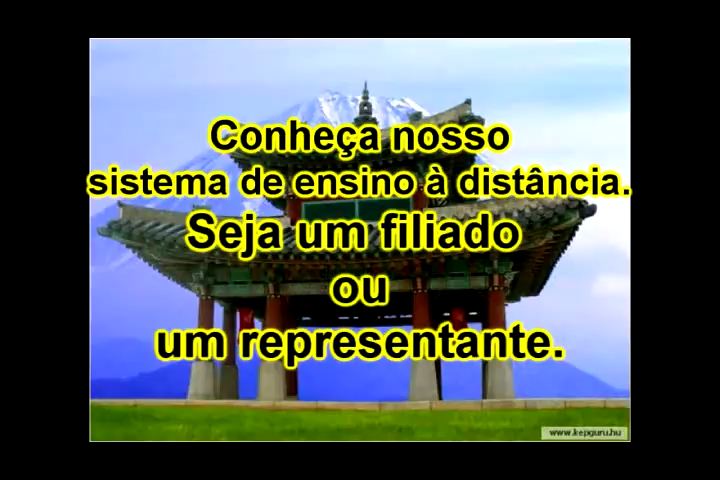 Conheça nosso
sistema de ensino à distância.
Seja um filiado
ou
um representante.
www.kepguru.hu